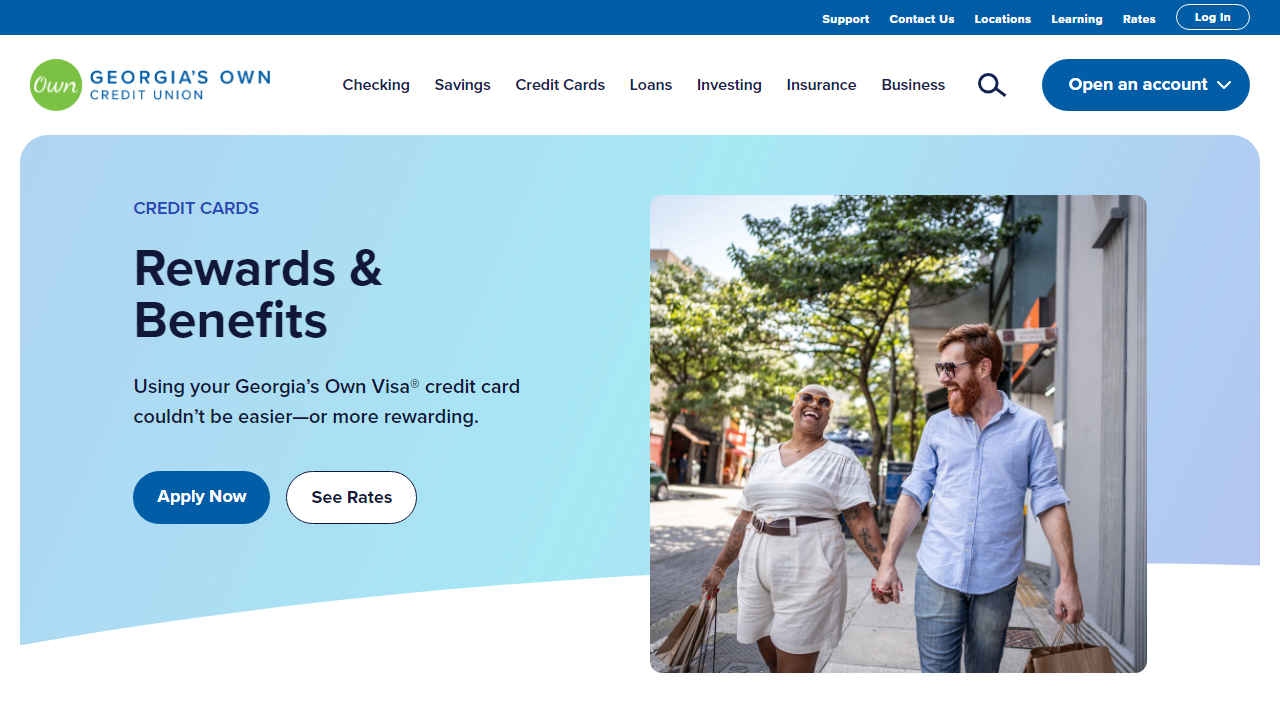 Support Contact Us Locations Learning Rates Log In
Own GEORGIA'S OWN
CREDIT UNION
Checking Savings Credit Cards Loans Investing Insurance Business Open an account
CREDIT CARDS
Rewards &
Benefits
Using your Georgia’s Own Visa® credit card
couldn’t be easier—or more rewarding.
Apply Now See Rates